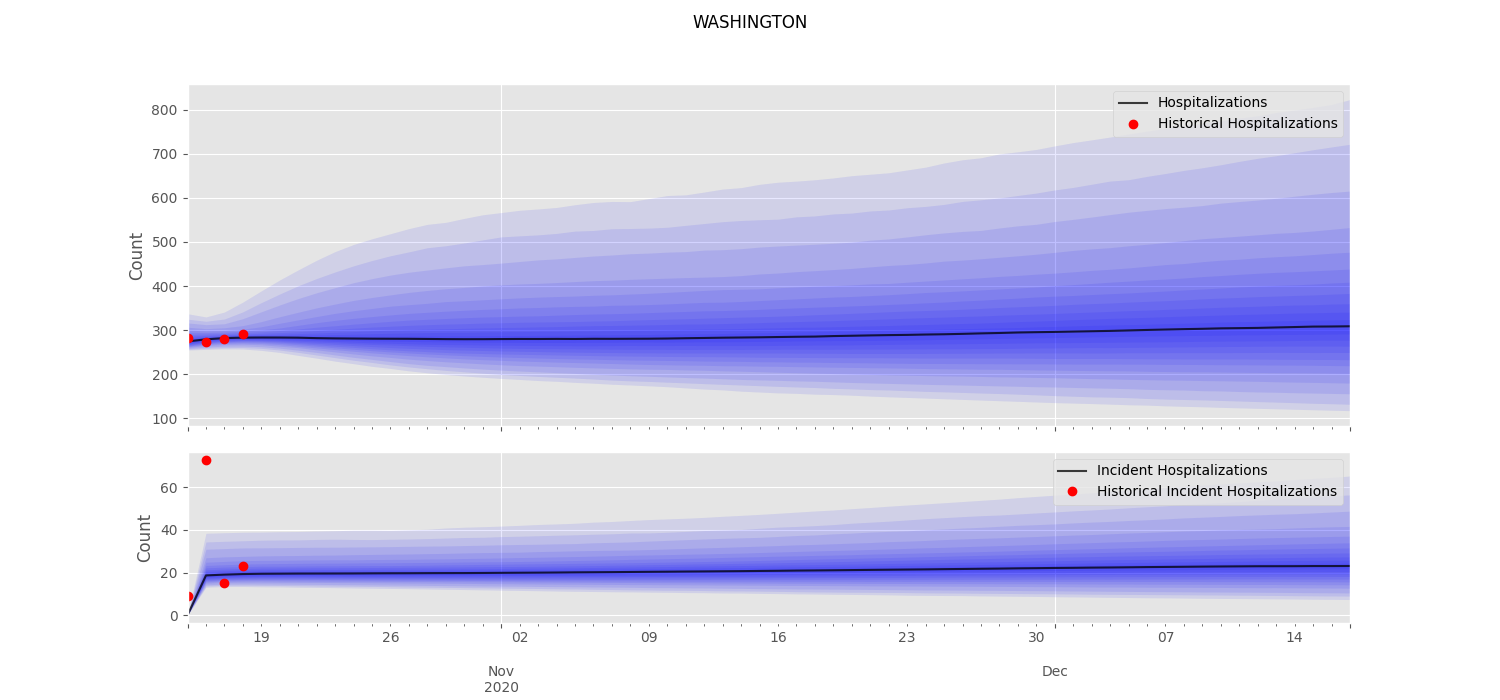 WASHINGTON
Count
800
700
600
500
400
300
200
100
Hospitalizations
Historical Hospitalizations
Count
60
40
20
0
Incident Hospitalizations
Historical Incident Hospitalizations
19 26 02 09 16 23 30 07 14
Nov Dec
2020